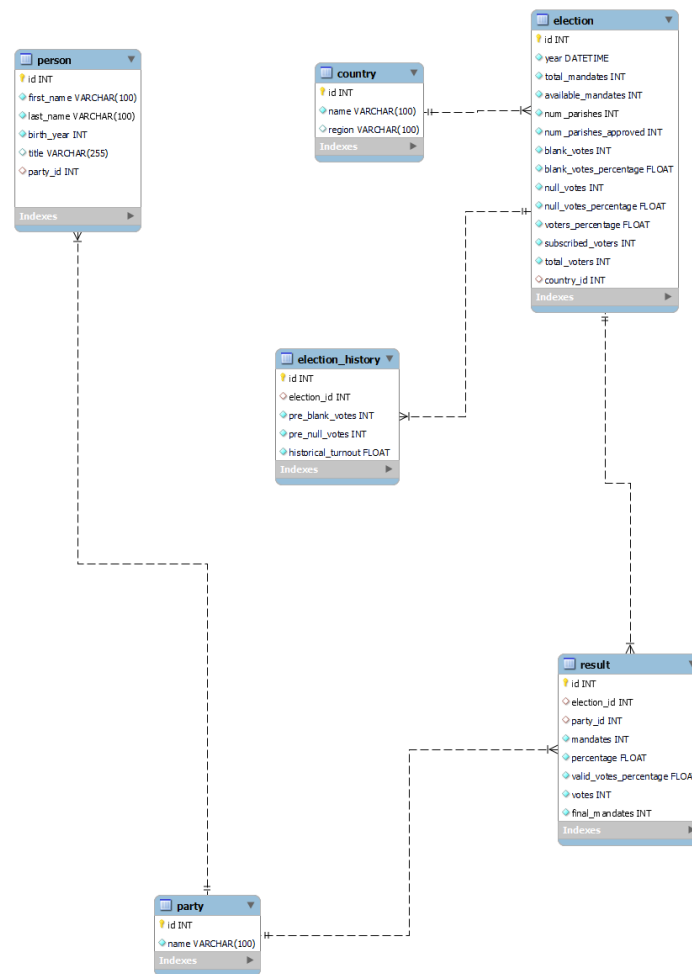 person
id INT
first_name VARCHAR(100)
last_name VARCHAR(100)
birth_year INT
title VARCHAR(255)
party_id INT
Indexes
country
id INT
name VARCHAR(100)
region VARCHAR(100)
Indexes
election
id INT
year DATETIME
total_mandates INT
available_mandates INT
num_parishes INT
num_parishes_approved INT
blank_votes INT
blank_votes_percentage FLOAT
null_votes INT
null_votes_percentage FLOAT
voters_percentage FLOAT
subscribed_voters INT
total_voters INT
country_id INT
Indexes
election_history
id INT
election_id INT
pre_blank_votes INT
pre_null_votes INT
historical_turnout FLOAT
Indexes
result
id INT
election_id INT
party_id INT
mandates INT
percentage FLOAT
valid_votes_percentage FLOA
votes INT
final_mandates INT
Indexes
party
id INT
name VARCHAR(100)
Indexes